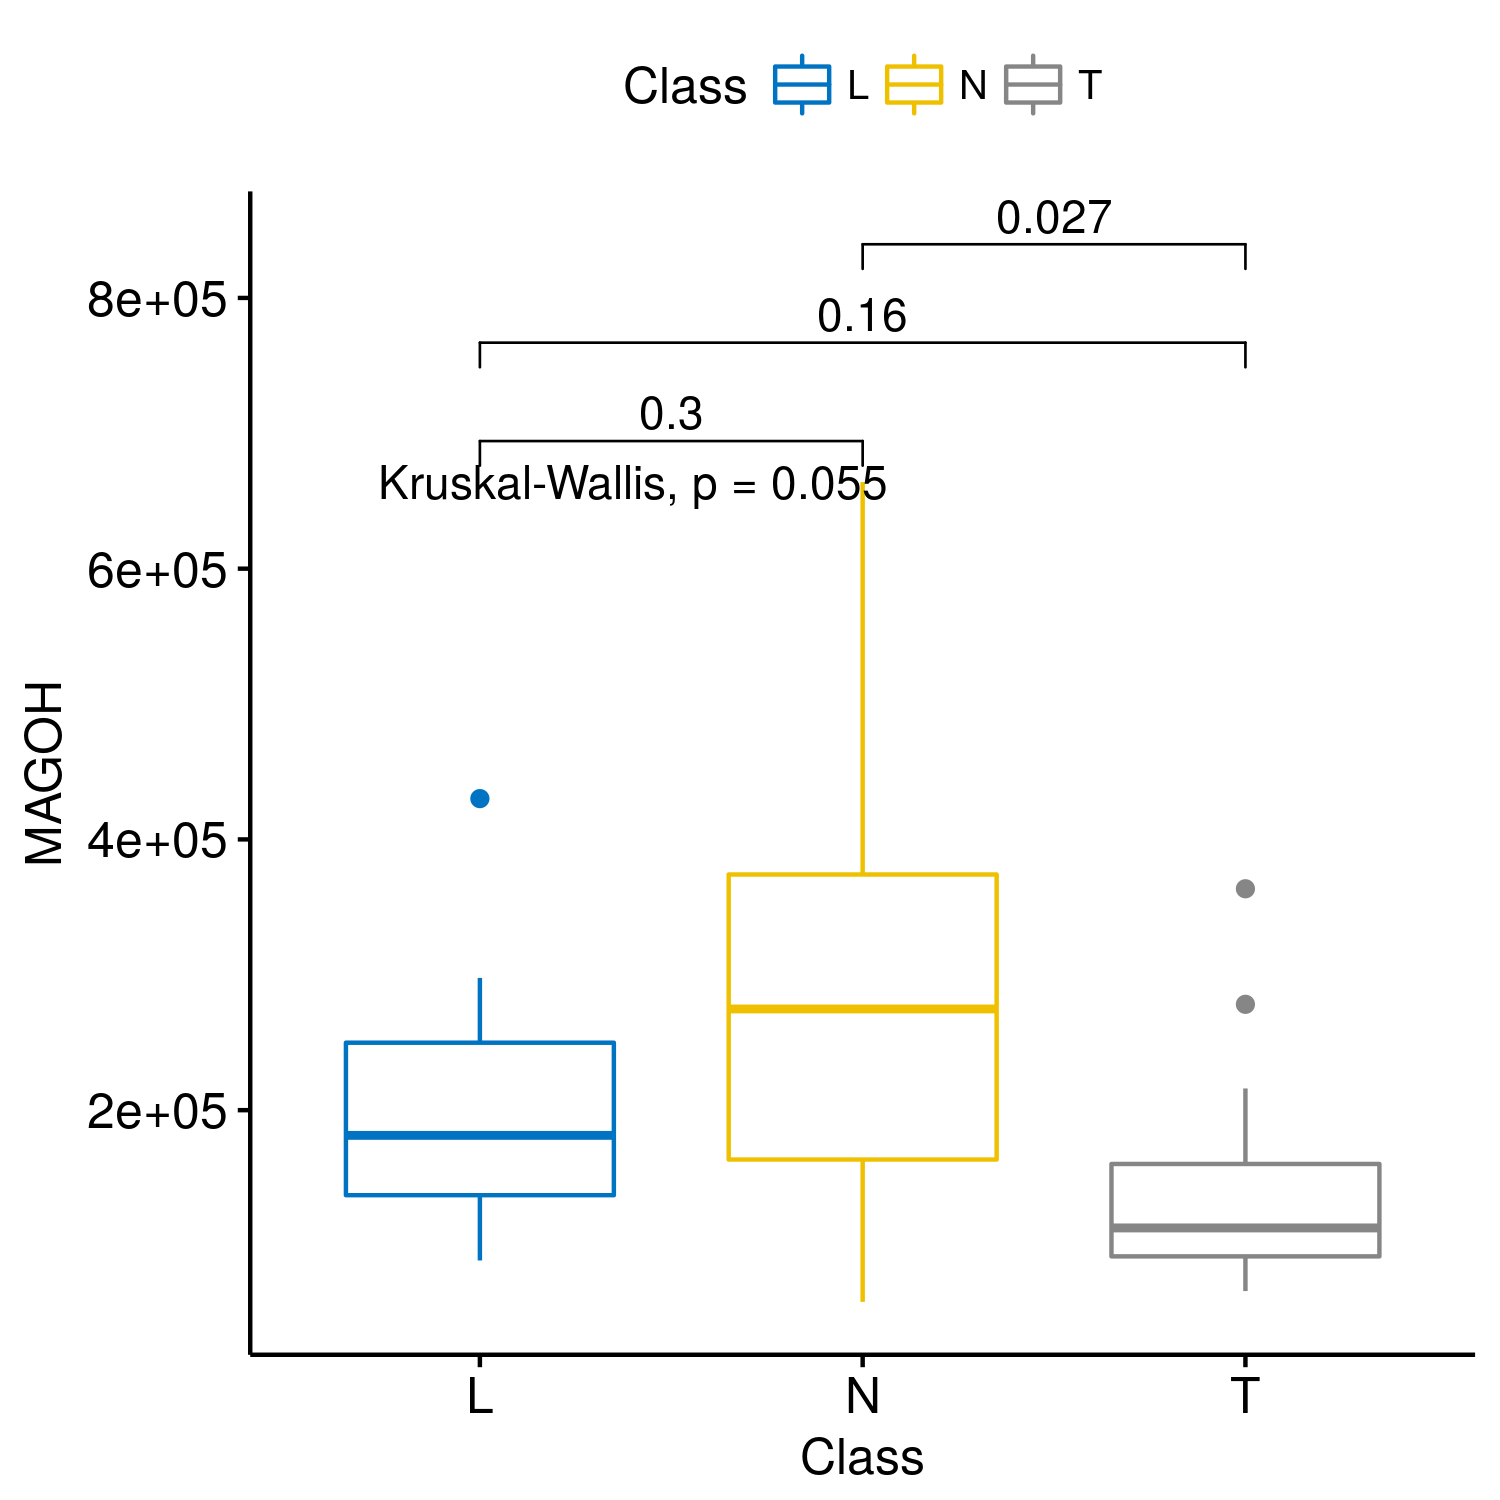 Class L N T
0.027
8e+05
0.16
0.3
Kruskal-Wallis, p = 0.055
6e+05
MAGOH
4e+05
2e+05
L N T
Class